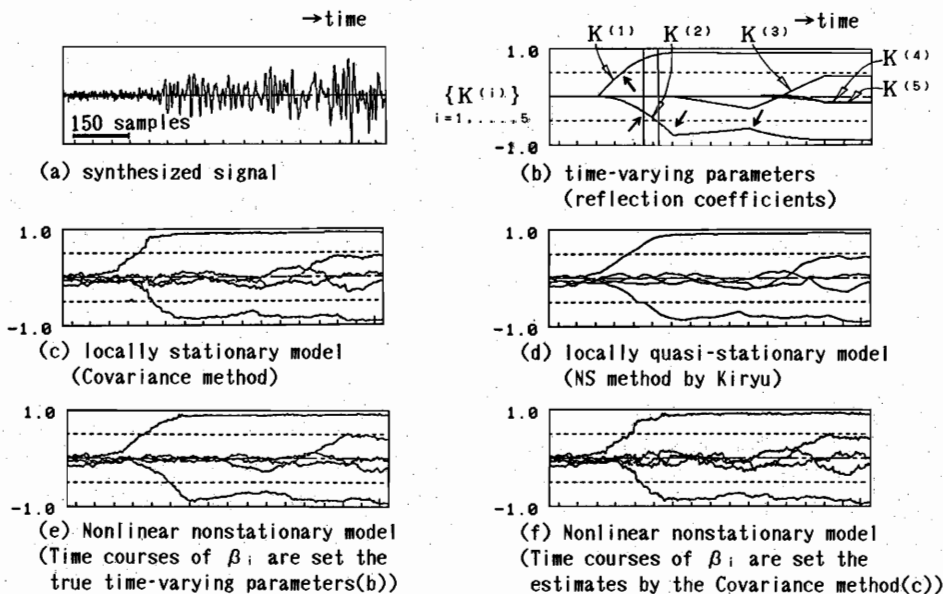 →time
150 samples
(a) synthesized signal
→time
1.0
K(1)
K(2)
K(3)
K(4)
K(5)
{K(i)}
i=1,...,5
-1.0
(b) time-varying parameters
(reflection coefficients)
1.0
-1.0
(c) locally stationary model
(Covariance method)
1.0
-1.0
(d) locally quasi-stationary model
(NS method by Kiryu)
1.0
-1.0
(e) Nonlinear nonstationary model
(Time courses of βi are set the
true time-varying parameters(b))
1.0
-1.0
(f) Nonlinear nonstationary model
(Time courses of βi are set the
estimates by the Covariance method(c))